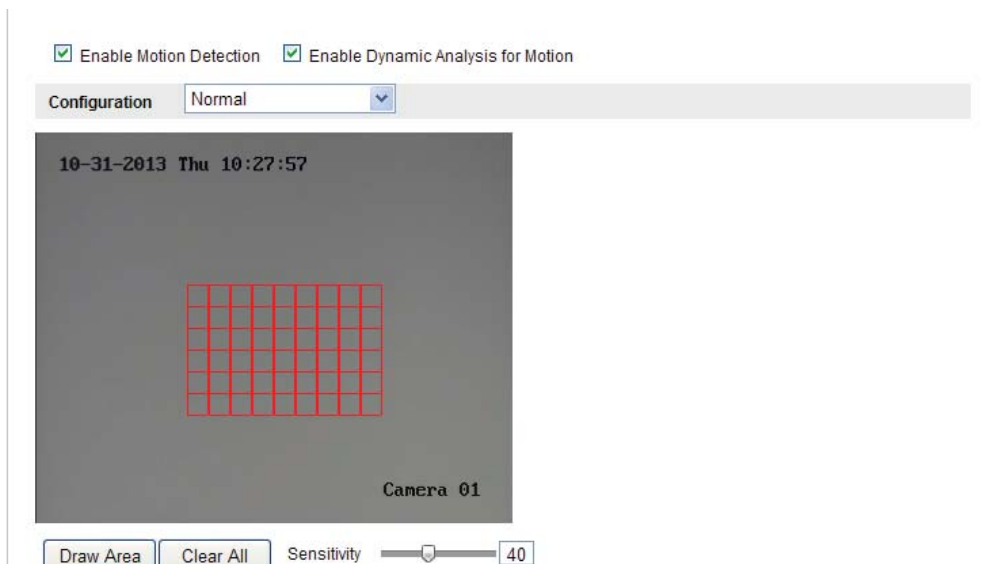 Enable Motion Detection Enable Dynamic Analysis for Motion
Configuration Normal
10-31-2013 Thu 10:27:57
Camera 01
Draw Area Clear All Sensitivity 40